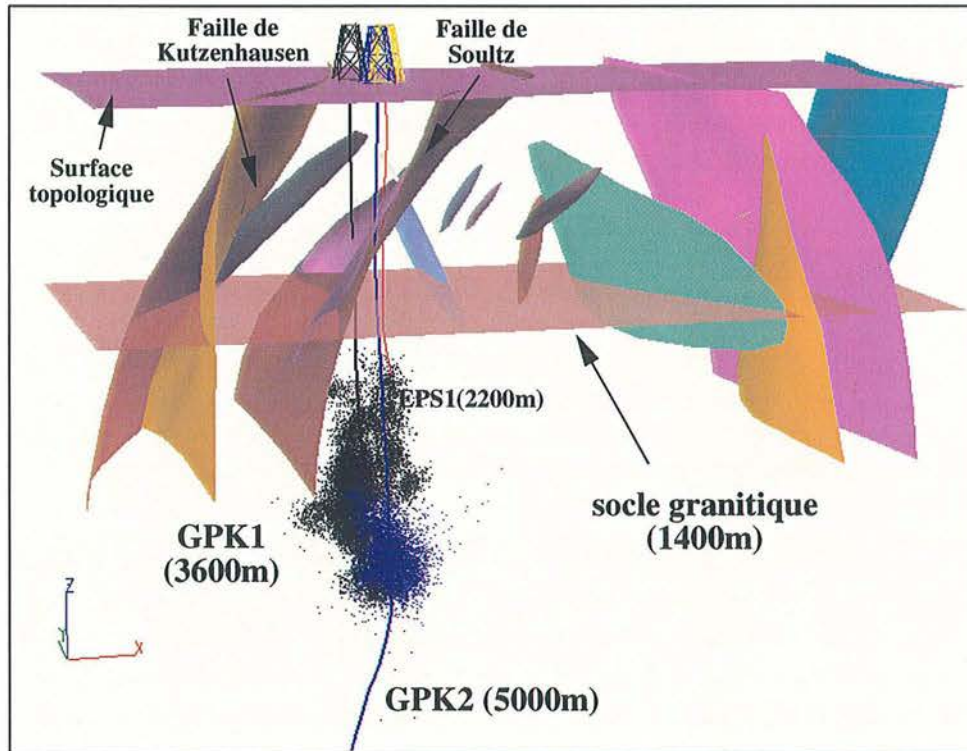 Faille de
Kutzenhausen
Faille de
Soultz
Surface
topologique
EPS1(2200m)
GPK1
(3600m)
socle granitique
(1400m)
Z
Y
X
GPK2 (5000m)